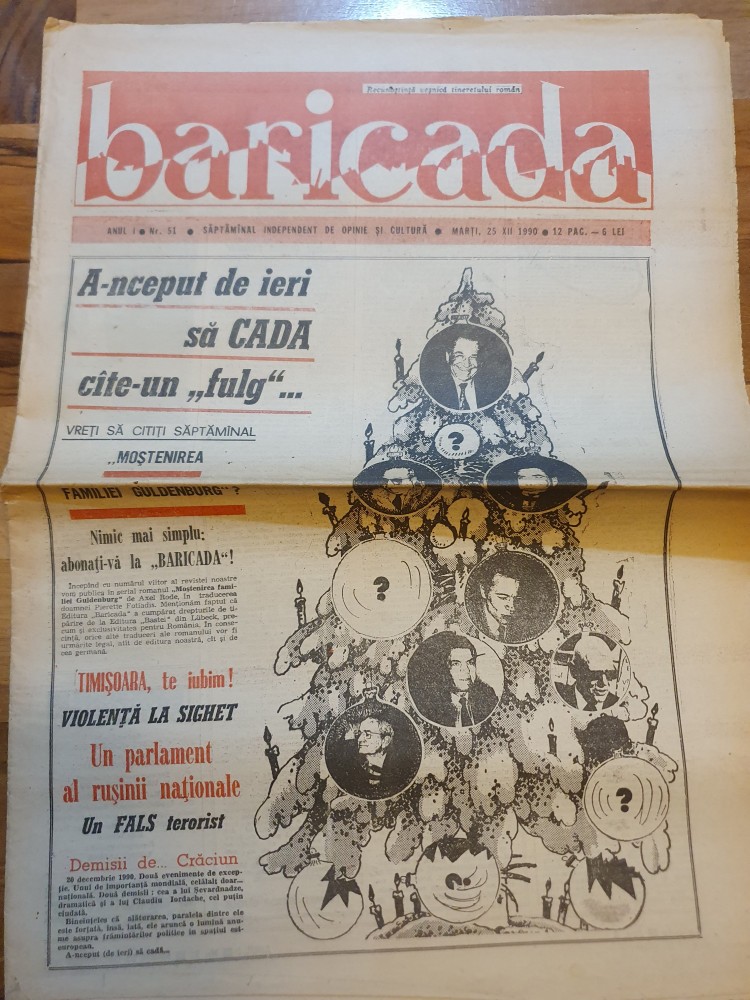 Recunoștință veșnică tineretului român
baricada
ANUL I ● Nr. 51 ● SĂPTĂMÎNAL INDEPENDENT DE OPINIE ȘI CULTURĂ ● MARȚI, 25 XII 1990 ● 12 PAG. — 6 LEI
A-nceput de ieri
să CADA
cîte-un „fulg“...
VREȚI SĂ CITIȚI SĂPTĂMÎNAL
„MOȘTENIREA
FAMILIEI GULDENBURG“?
Nimic mai simplu:
abonați-vă la „BARICADA“!
Începînd cu numărul viitor al revistei noastre
vom publica în serial romanul "Moștenirea fami-
liei Guldenburg" de Axel Rode, în traducerea
doamnei Pierette Fotiadis. Menționăm faptul că
Editura „Baricada" a cumpărat drepturile de ti-
părire de la Editura „Bastei" din Lübeck, pre-
cum și exclusivitatea pentru România. În conse-
cință, orice alte traduceri ale romanului vor fi
urmărite legal, atît de editura noastră, cît și de
cea germană.
TIMIȘOARA, te iubim!
VIOLENȚĂ LA SIGHET
Un parlament
al rușinii naționale
Un FALS terorist
Demisii de... Crăciun
20 decembrie 1990. Două evenimente de excep-
ție. Unul de importanță mondială, celălalt doar...
națională. Două demisii: cea a lui Șevardnadze,
dramatică și a luj Claudiu Iordache, cel puțin
ciudată.
Bineînțeles că alăturarea, paralela dintre ele
este forțată. Însă, iată, ele aruncă o lumină anu-
me asupra frămîntărilor politice în spațiul est-
european.
A-nceput (de ieri) să cadă...
?
?
?
?